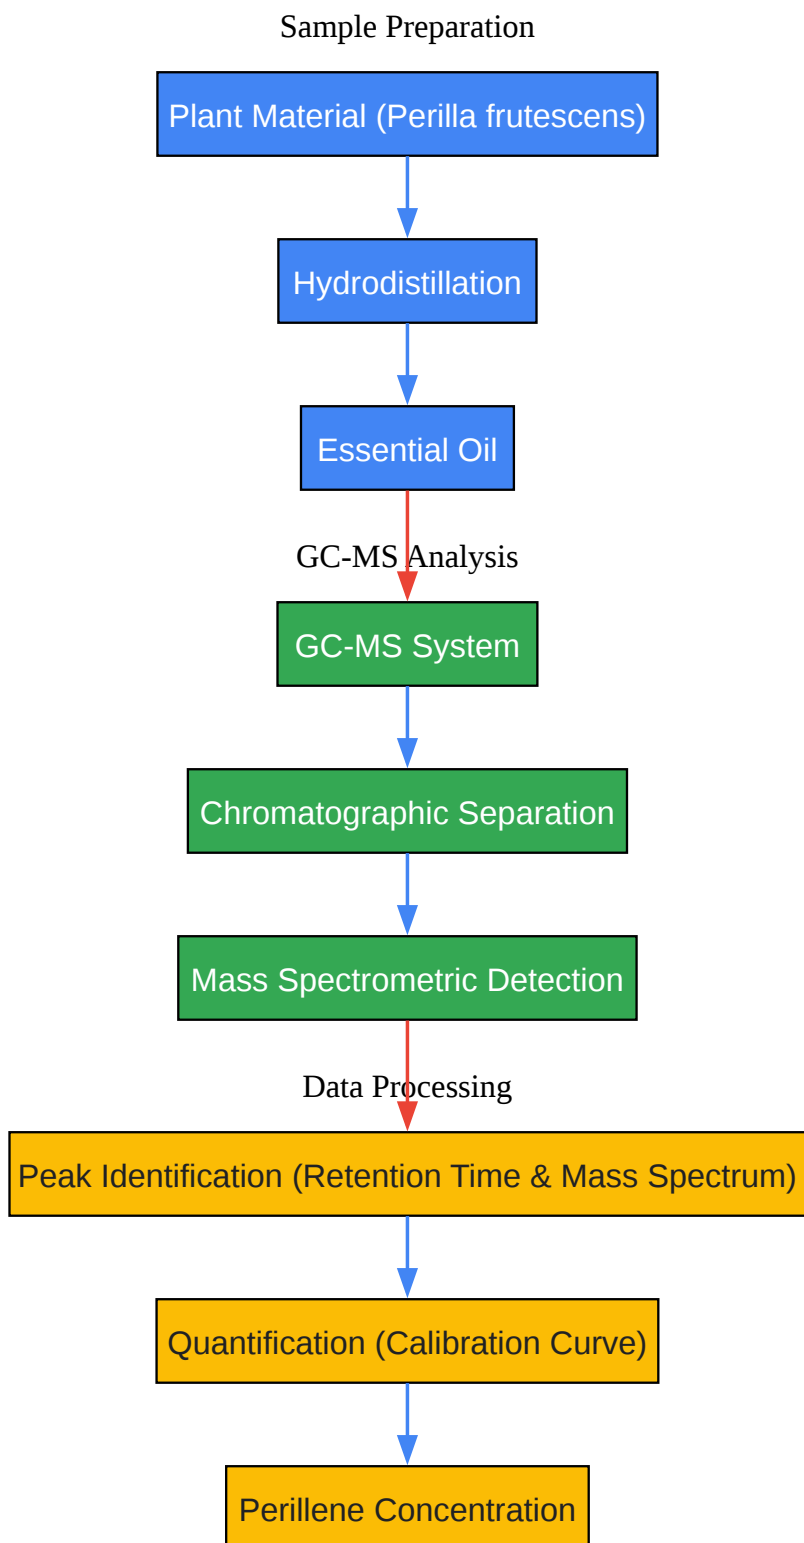 Sample Preparation
Plant Material (Perilla frutescens)
Hydrodistillation
Essential Oil
GC-MS Analysis
GC-MS System
Chromatographic Separation
Mass Spectrometric Detection
Data Processing
Peak Identification (Retention Time & Mass Spectrum)
Quantification (Calibration Curve)
Perillene Concentration